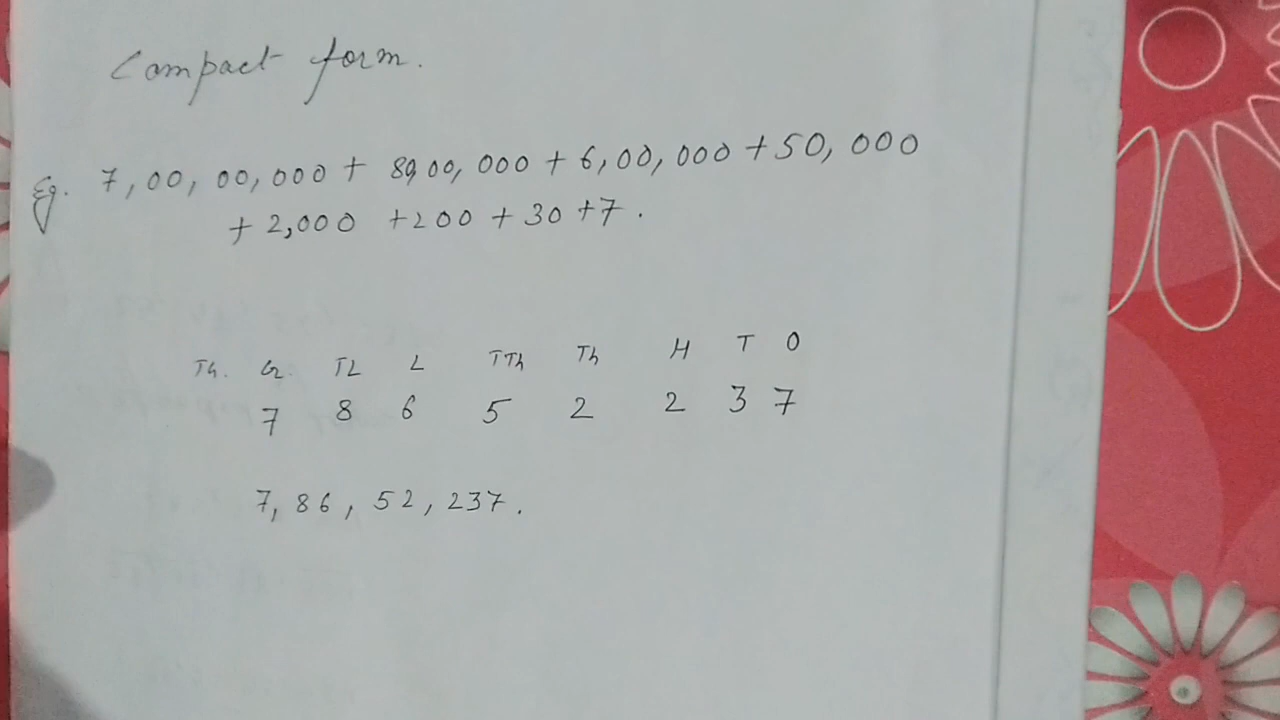 Compact form.
Eg. 7,00,00,000 + 80,00,000 + 6,00,000 + 50,000
+ 2,000 + 200 + 30 + 7.
Th. Cr. TL L TTh Th H T O
7 8 6 5 2 2 3 7
7,86,52,237.